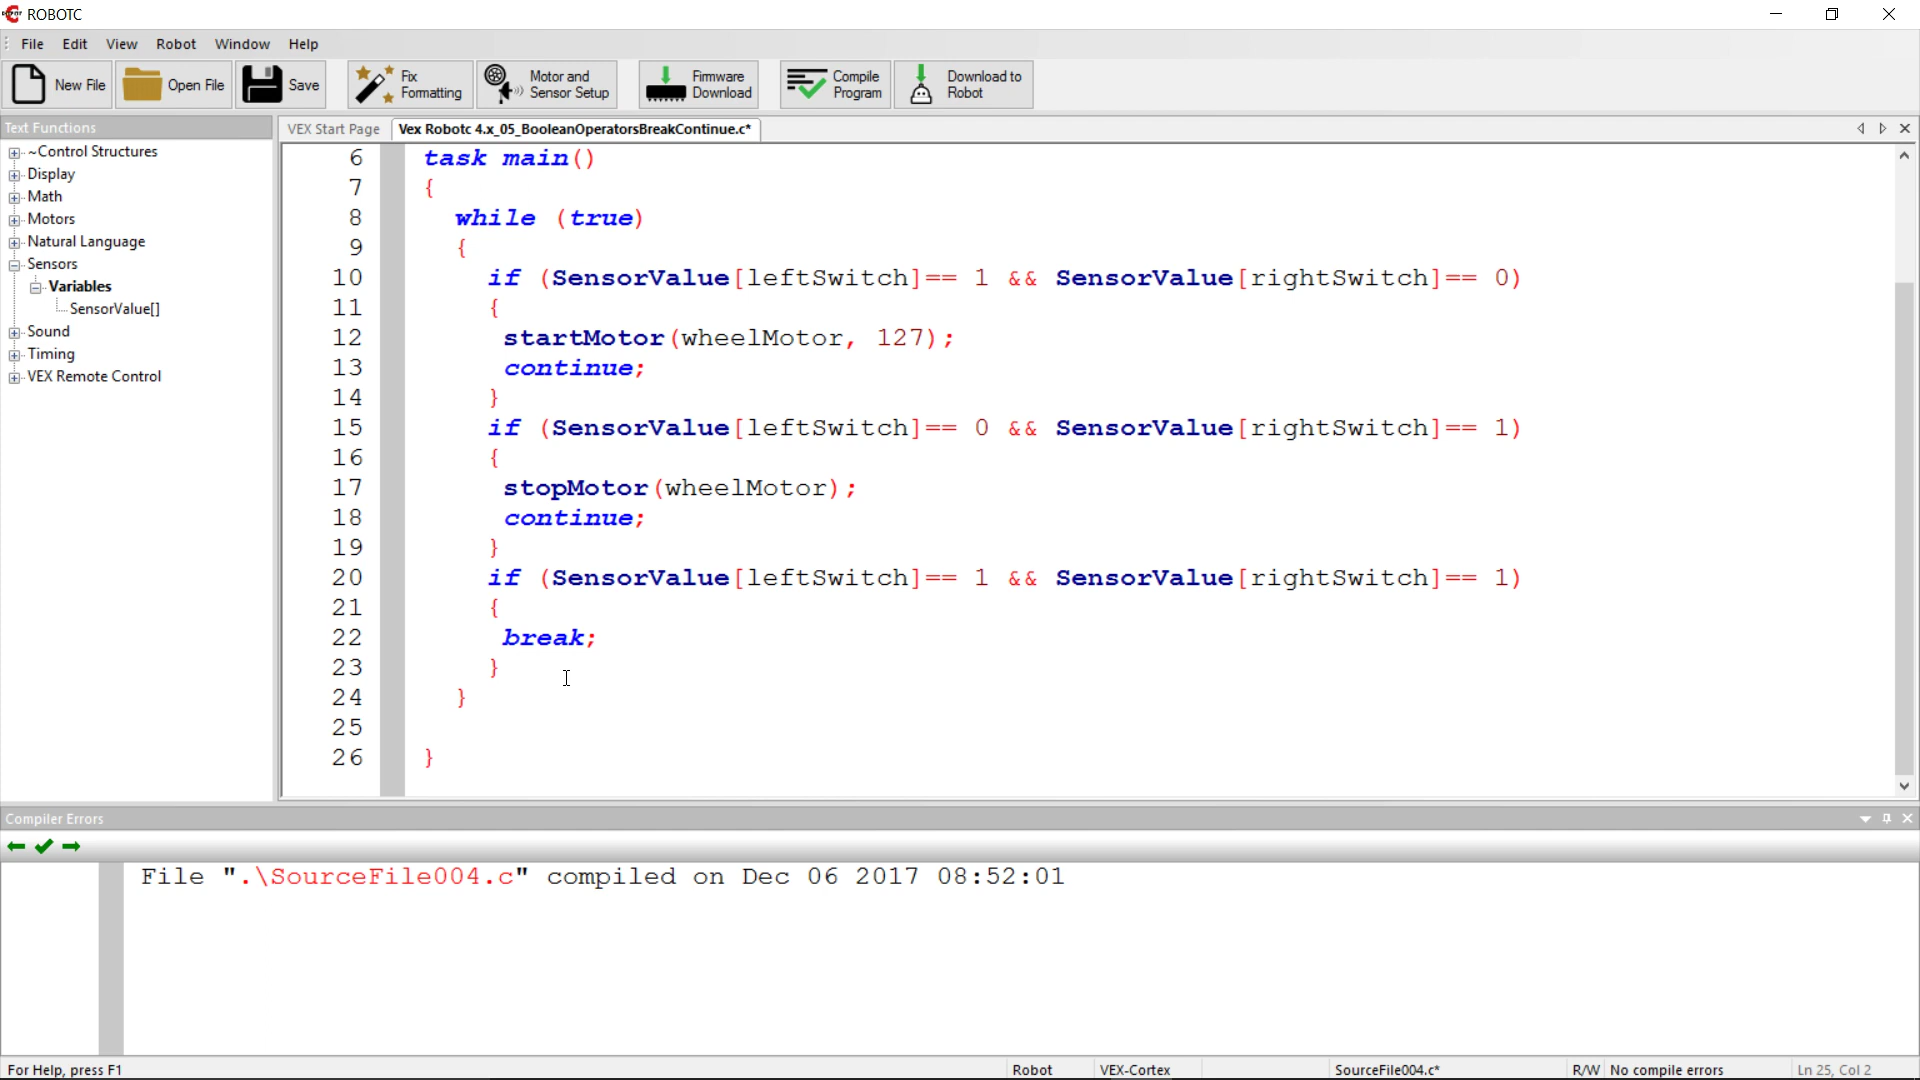 ROBOTC
File Edit View Robot Window Help
New File Open File Save Fix Formatting Motor and Sensor Setup Firmware Download Compile Program Download to Robot
Text Functions
VEX Start Page Vex Robotc 4.x_05_BooleanOperatorsBreakContinue.c*
~Control Structures
Display
Math
Motors
Natural Language
Sensors
Variables
SensorValue[]
Sound
Timing
VEX Remote Control
6 task main()
7 {
8 while (true)
9 {
10 if (SensorValue[leftSwitch]== 1 && SensorValue[rightSwitch]== 0)
11 {
12 startMotor(wheelMotor, 127);
13 continue;
14 }
15 if (SensorValue[leftSwitch]== 0 && SensorValue[rightSwitch]== 1)
16 {
17 stopMotor(wheelMotor);
18 continue;
19 }
20 if (SensorValue[leftSwitch]== 1 && SensorValue[rightSwitch]== 1)
21 {
22 break;
23 }
24 }
25
26 }
Compiler Errors
File ".\SourceFile004.c" compiled on Dec 06 2017 08:52:01
For Help, press F1 Robot VEX-Cortex SourceFile004.c* R/W No compile errors Ln 25, Col 2